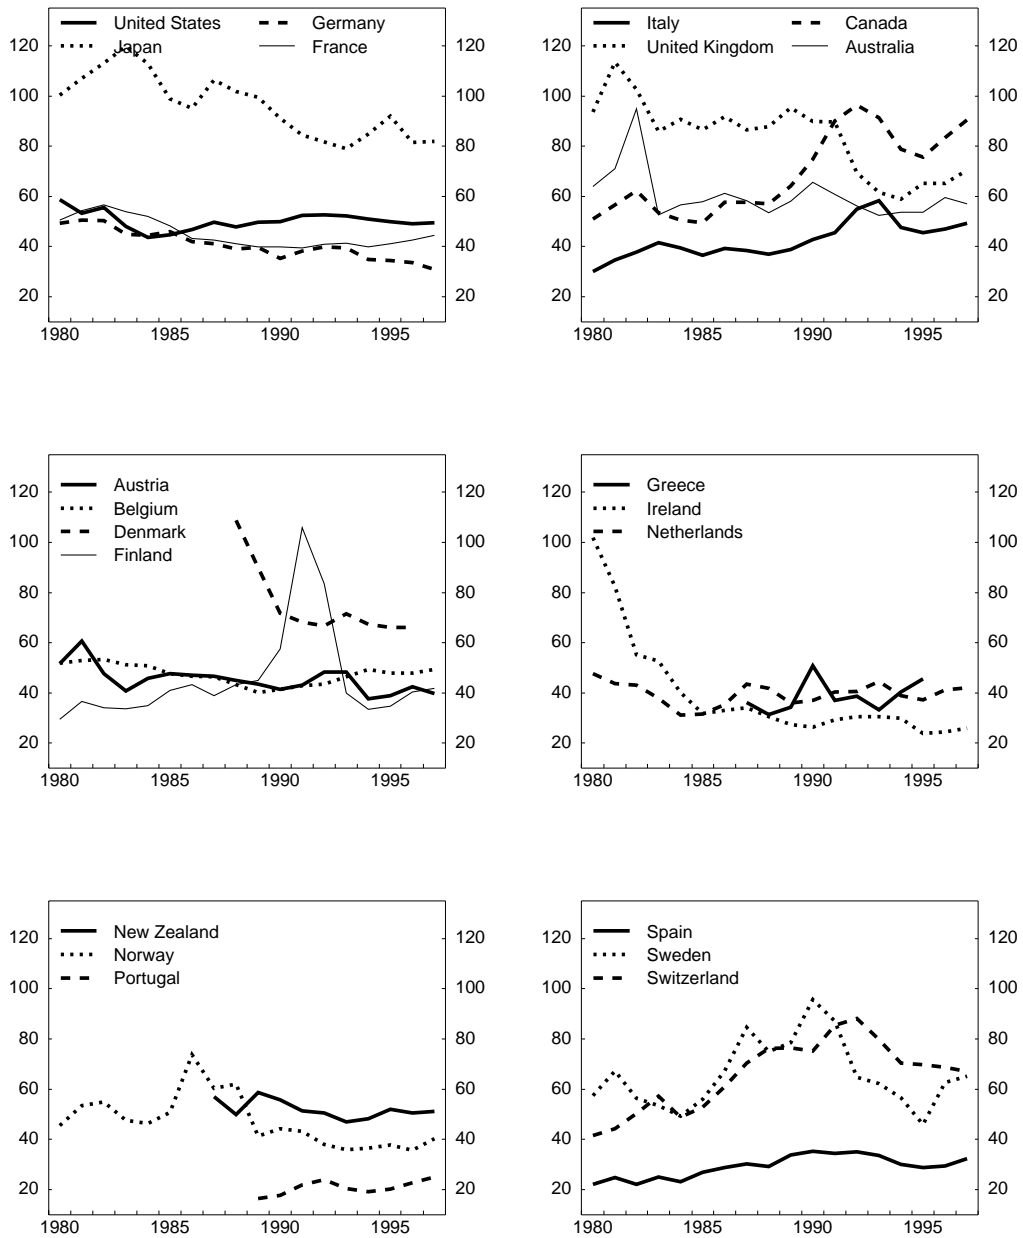 United States Germany
Japan France
120 120
100 100
80 80
60 60
40 40
20 20
1980 1985 1990 1995
Italy Canada
United Kingdom Australia
120 120
100 100
80 80
60 60
40 40
20 20
1980 1985 1990 1995
Austria
Belgium
Denmark
Finland
120 120
100 100
80 80
60 60
40 40
20 20
1980 1985 1990 1995
Greece
Ireland
Netherlands
120 120
100 100
80 80
60 60
40 40
20 20
1980 1985 1990 1995
New Zealand
Norway
Portugal
120 120
100 100
80 80
60 60
40 40
20 20
1980 1985 1990 1995
Spain
Sweden
Switzerland
120 120
100 100
80 80
60 60
40 40
20 20
1980 1985 1990 1995